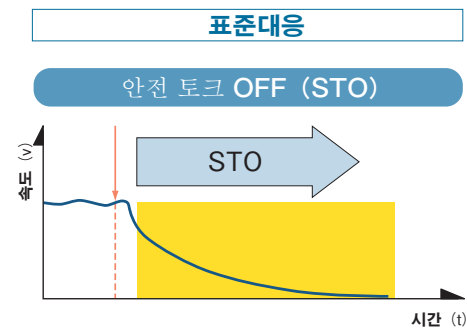 표준대응
안전 토크 OFF (STO)
STO
속도 (v)
시간 (t)